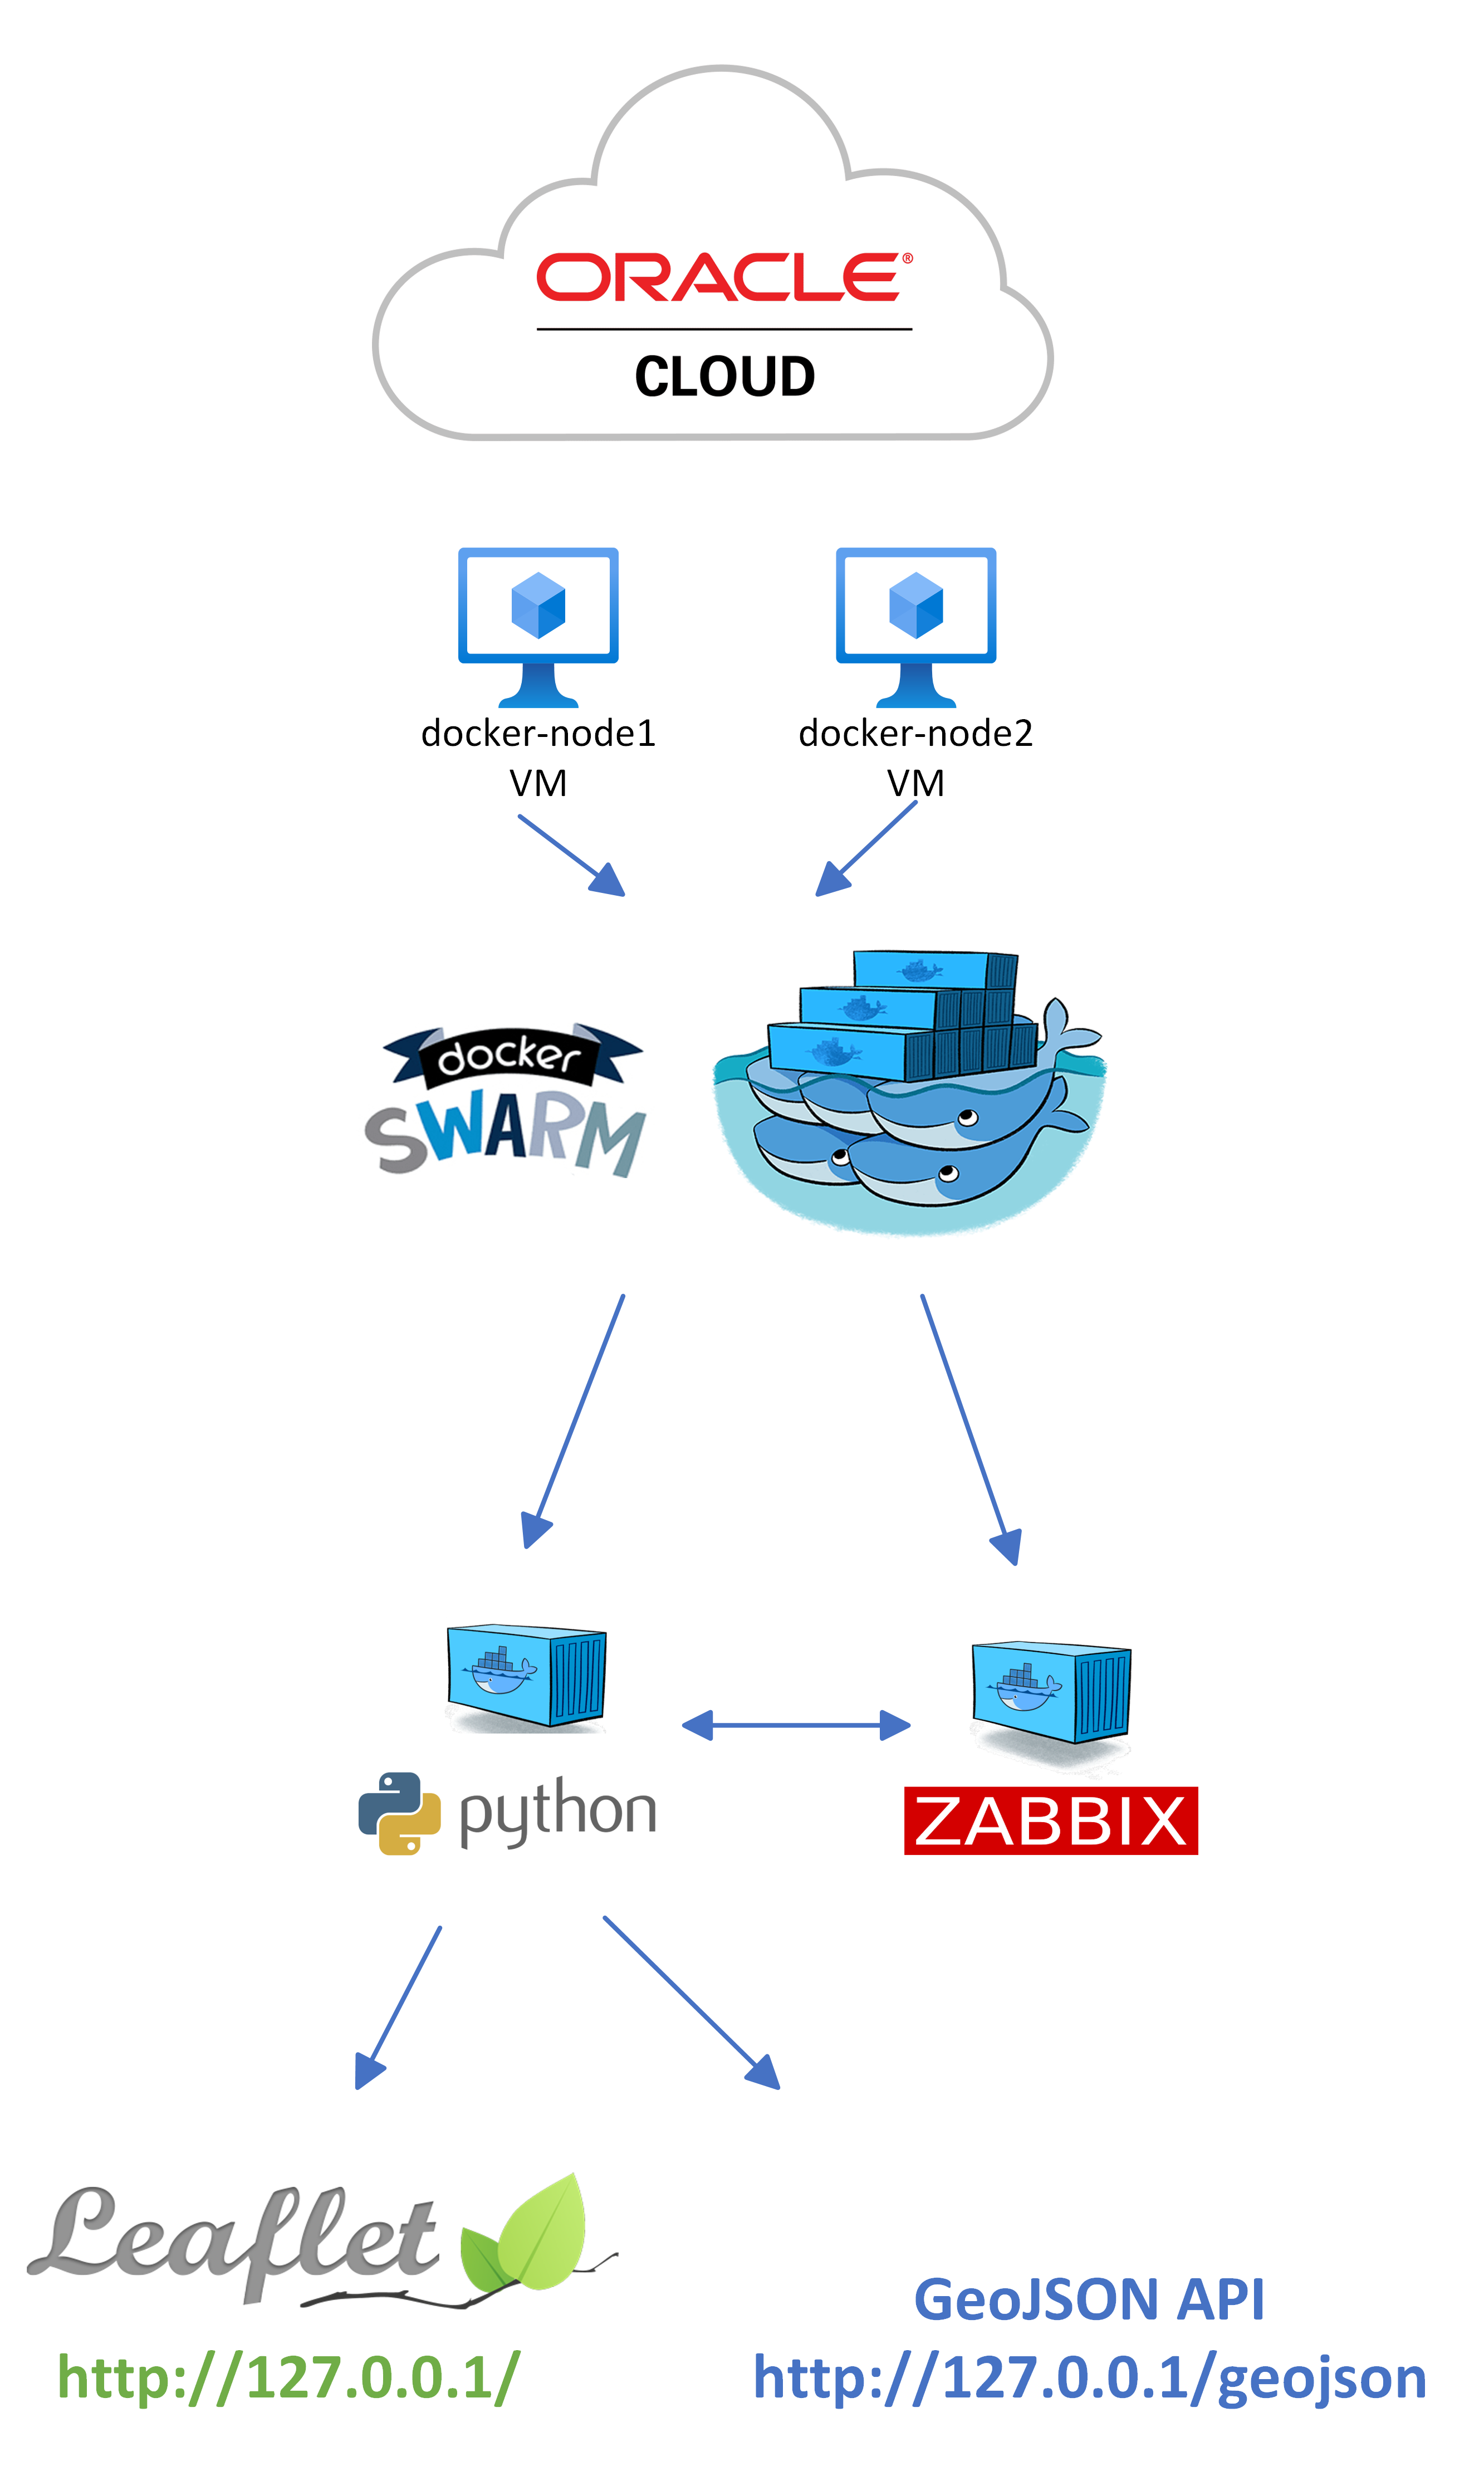 ORACLE®
CLOUD
docker-node1
VM
docker-node2
VM
docker
SWARM
python
ZABBIX
Leaflet
http://127.0.0.1/
GeoJSON API
http://127.0.0.1/geojson